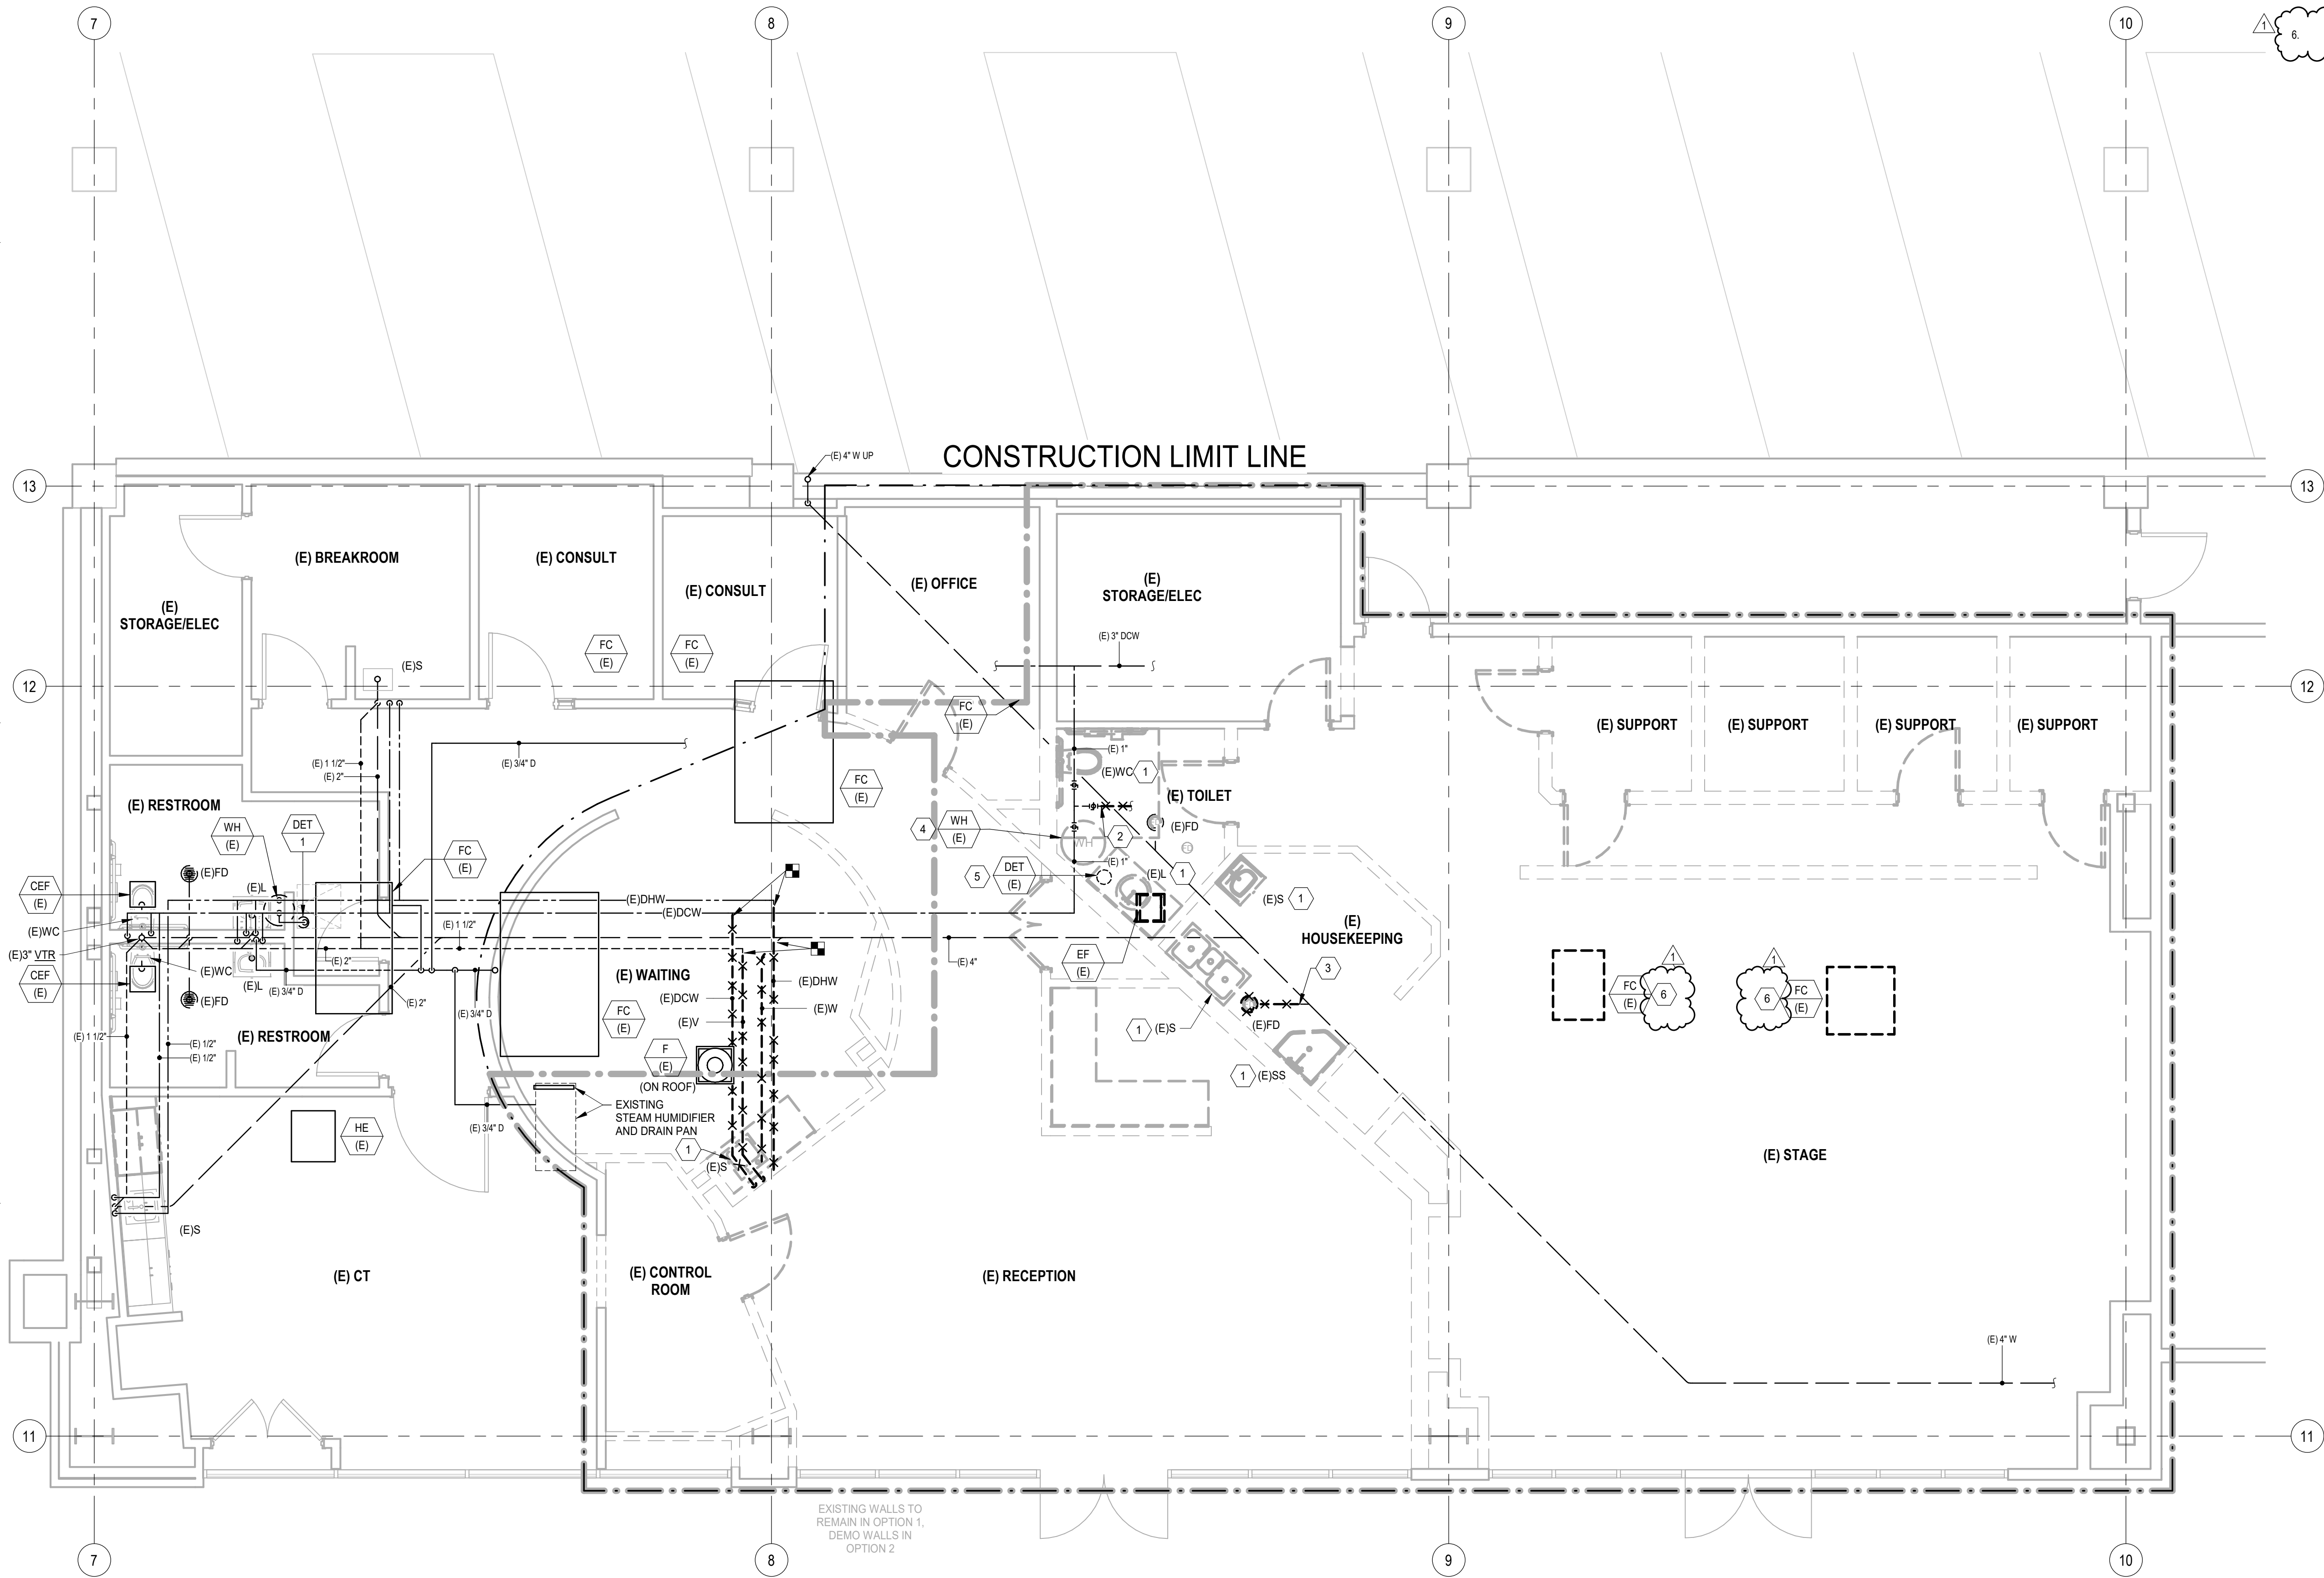 7
8
9
10
1
6.
CONSTRUCTION LIMIT LINE
(E) 4" W UP
13
13
(E) BREAKROOM
(E) CONSULT
(E) CONSULT
(E) OFFICE
(E)
STORAGE/ELEC
(E)
STORAGE/ELEC
(E) 3" DCW
FC
(E)
FC
(E)
(E)S
12
12
FC
(E)
(E) SUPPORT
(E) SUPPORT
(E) SUPPORT
(E) SUPPORT
(E) 1 1/2"
(E) 2"
(E) 3/4" D
(E) 1"
(E)WC
1
FC
(E)
(E) TOILET
(E) RESTROOM
WH
(E)
DET
1
4
WH
(E)
WH
2
(E)FD
FD
FC
(E)
(E) 1"
5
DET
(E)
(E)L
1
(E)FD
CEF
(E)
(E)L
(E)DHW
(E)DCW
(E)S
1
(E)
HOUSEKEEPING
(E)WC
(E) 1 1/2"
(E)3" VTR
(E) 2"
(E) 4"
EF
(E)
3
CEF
(E)
(E)WC
(E)L
(E) 3/4" D
(E) WAITING
(E)DHW
(E)FD
(E) 2"
(E)DCW
(E)W
(E) 3/4" D
(E)V
FC
(E)
1
(E)S
(E)FD
1
FC
(E)
6
1
6
FC
(E)
(E) 1 1/2"
(E) RESTROOM
(E) 1/2"
(E) 1/2"
F
(E)
(ON ROOF)
1
(E)SS
EXISTING
STEAM HUMIDIFIER
AND DRAIN PAN
HE
(E)
(E) 3/4" D
1
(E)S
(E) STAGE
(E)S
(E) CT
(E) CONTROL
ROOM
(E) RECEPTION
(E) 4" W
11
11
EXISTING WALLS TO
REMAIN IN OPTION 1,
DEMO WALLS IN
OPTION 2
7
8
9
10